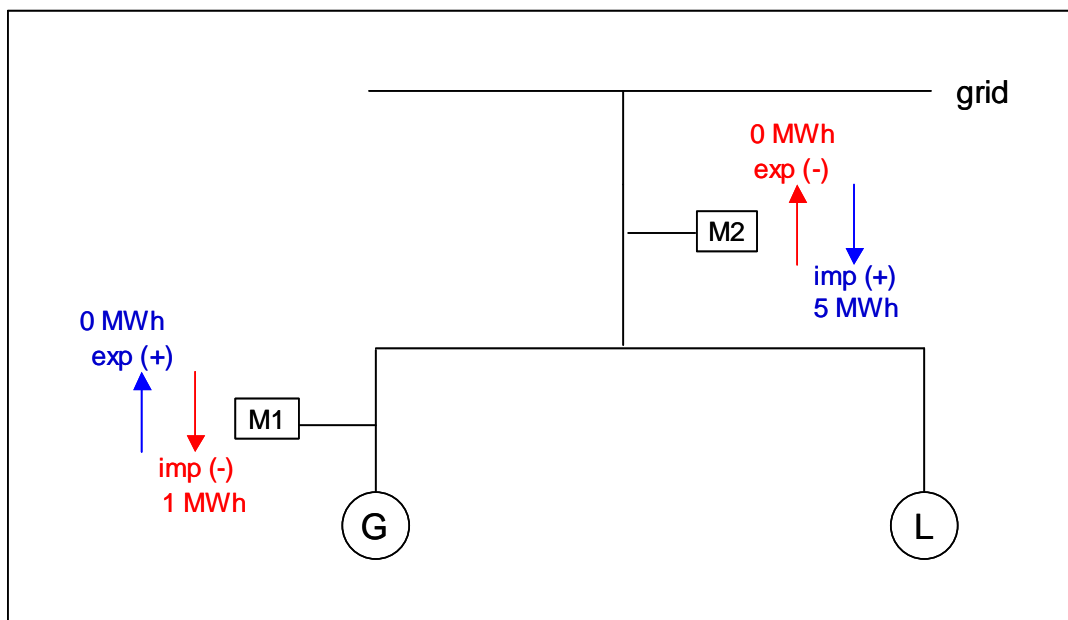 grid
0 MWh
exp (-)
M2
imp (+)
5 MWh
0 MWh
exp (+)
M1
imp (-)
1 MWh
G
L